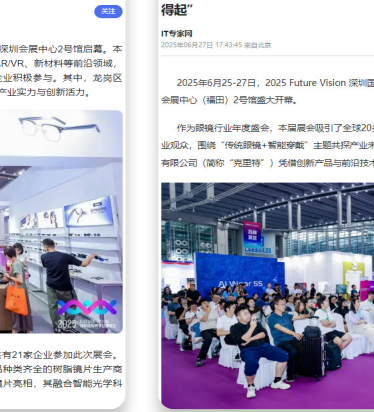 关注
深圳会展中心2号馆启幕。本
AR/VR、新材料等前沿领域，
企业积极参与。其中，龙岗区
产业实力与创新活力。
2025
共有21家企业参加此次展会。
品种类齐全的树脂镜片生产商
镜片亮相，其融合智能光学科
得起”
IT专家网
2025年06月27日 17:43:45 来自北京
2025年6月25-27日，2025 Future Vision 深圳国
会展中心（福田）2号馆盛大开幕。
作为眼镜行业年度盛会，本届展会吸引了全球20多
业观众，围绕“传统眼镜+智能穿戴”主题共探产业未
有限公司（简称“克里特”）凭借创新产品与前沿技术